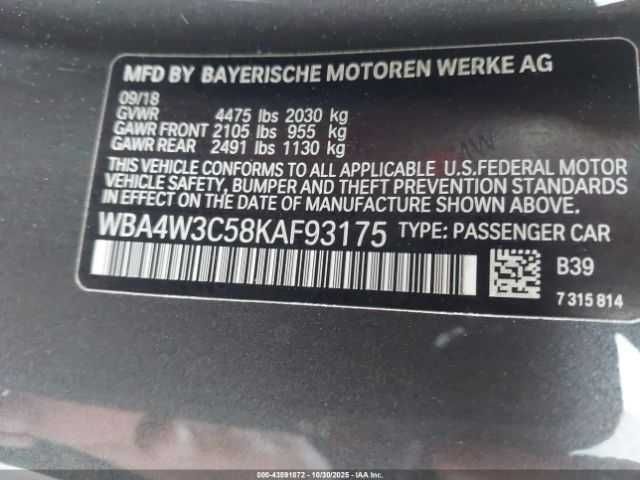 MFD BY BAYERISCHE MOTOREN WERKE AG
09/18
GVWR 4475 lbs 2030 kg
GAWR FRONT 2105 lbs 955 kg
GAWR REAR 2491 lbs 1130 kg
THIS VEHICLE CONFORMS TO ALL APPLICABLE U.S.FEDERAL MOTOR
VEHICLE SAFETY, BUMPER AND THEFT PREVENTION STANDARDS
IN EFFECT ON THE DATE OF MANUFACTURE SHOWN ABOVE.
WBA4W3C58KAF93175 TYPE: PASSENGER CAR
B39
7 315 814
000-43591872 - 10/30/2025 - IAAI